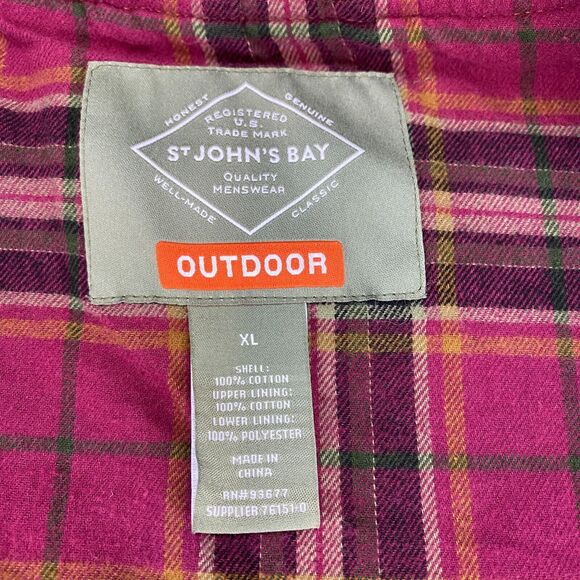 HONEST
GENUINE
REGISTERED
U.S.
TRADE MARK
ST JOHN'S BAY
QUALITY
MENSWEAR
WELL-MADE
CLASSIC
OUTDOOR
XL
SHELL:
100% COTTON
UPPER LINING:
100% COTTON
LOWER LINING:
100% POLYESTER
MADE IN
CHINA
RN#93677
SUPPLIER 76151-0